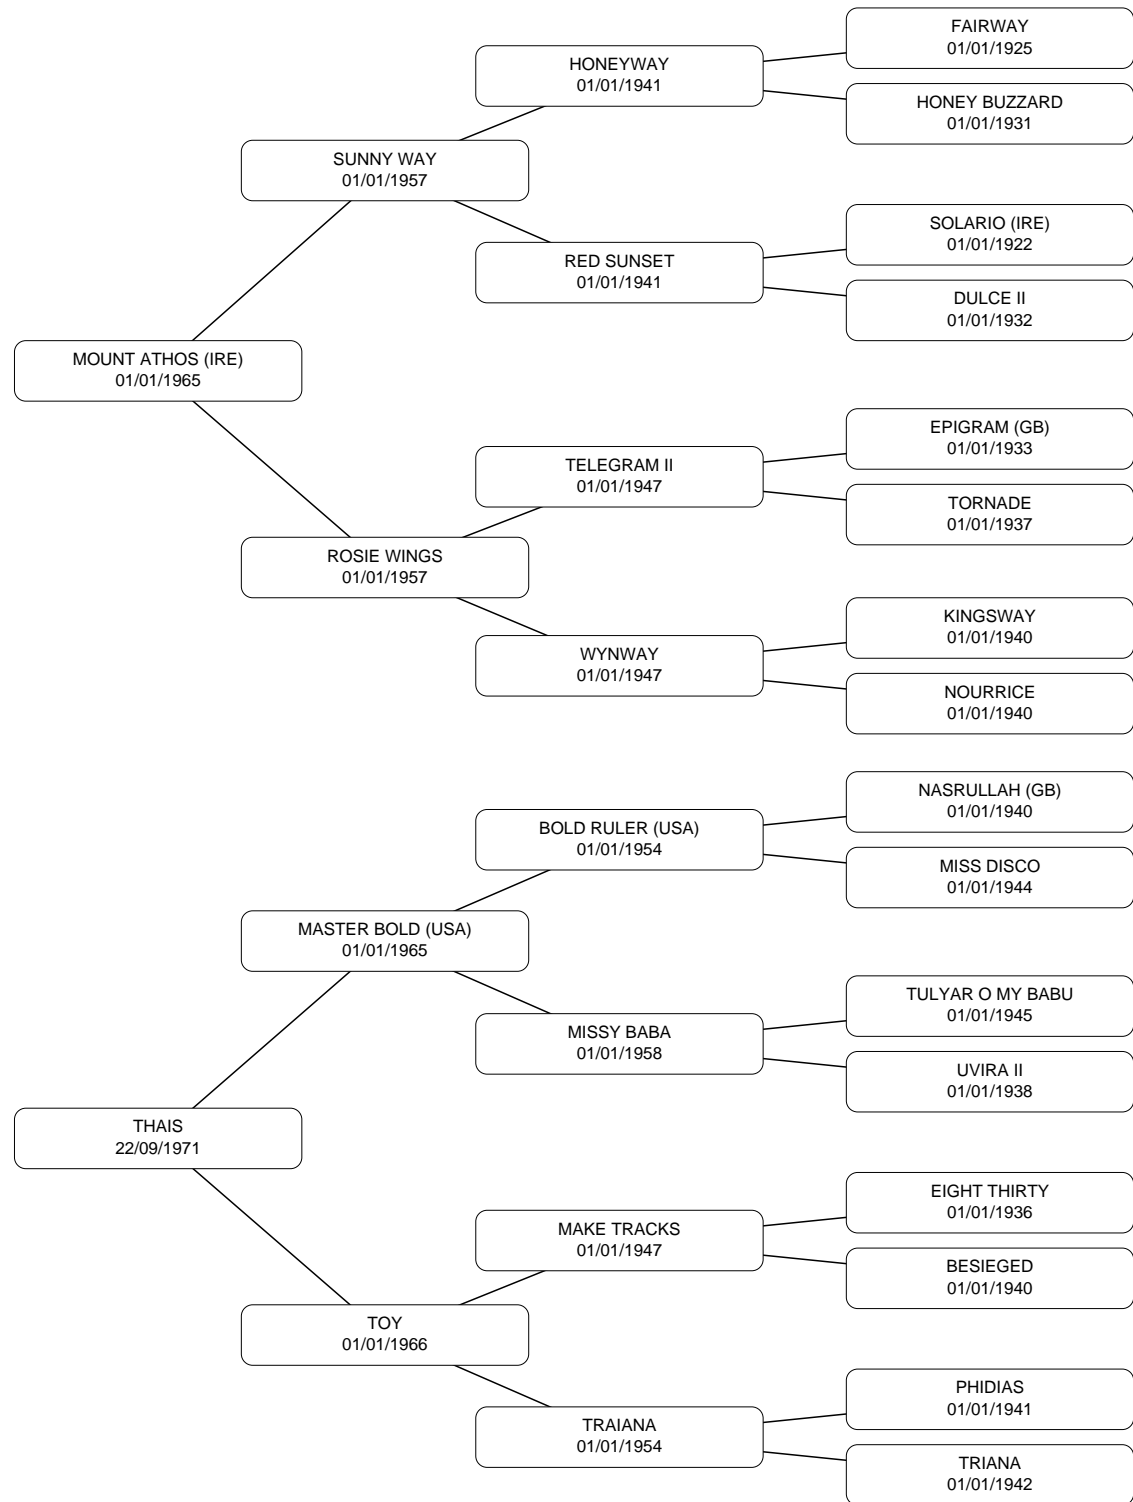 FAIRWAY
01/01/1925
HONEYWAY
01/01/1941
HONEY BUZZARD
01/01/1931
SUNNY WAY
01/01/1957
SOLARIO (IRE)
01/01/1922
RED SUNSET
01/01/1941
DULCE II
01/01/1932
MOUNT ATHOS (IRE)
01/01/1965
EPIGRAM (GB)
01/01/1933
TELEGRAM II
01/01/1947
TORNADE
01/01/1937
ROSIE WINGS
01/01/1957
KINGSWAY
01/01/1940
WYNWAY
01/01/1947
NOURRICE
01/01/1940
NASRULLAH (GB)
01/01/1940
BOLD RULER (USA)
01/01/1954
MISS DISCO
01/01/1944
MASTER BOLD (USA)
01/01/1965
TULYAR O MY BABU
01/01/1945
MISSY BABA
01/01/1958
UVIRA II
01/01/1938
THAIS
22/09/1971
EIGHT THIRTY
01/01/1936
MAKE TRACKS
01/01/1947
BESIEGED
01/01/1940
TOY
01/01/1966
PHIDIAS
01/01/1941
TRAIANA
01/01/1954
TRIANA
01/01/1942